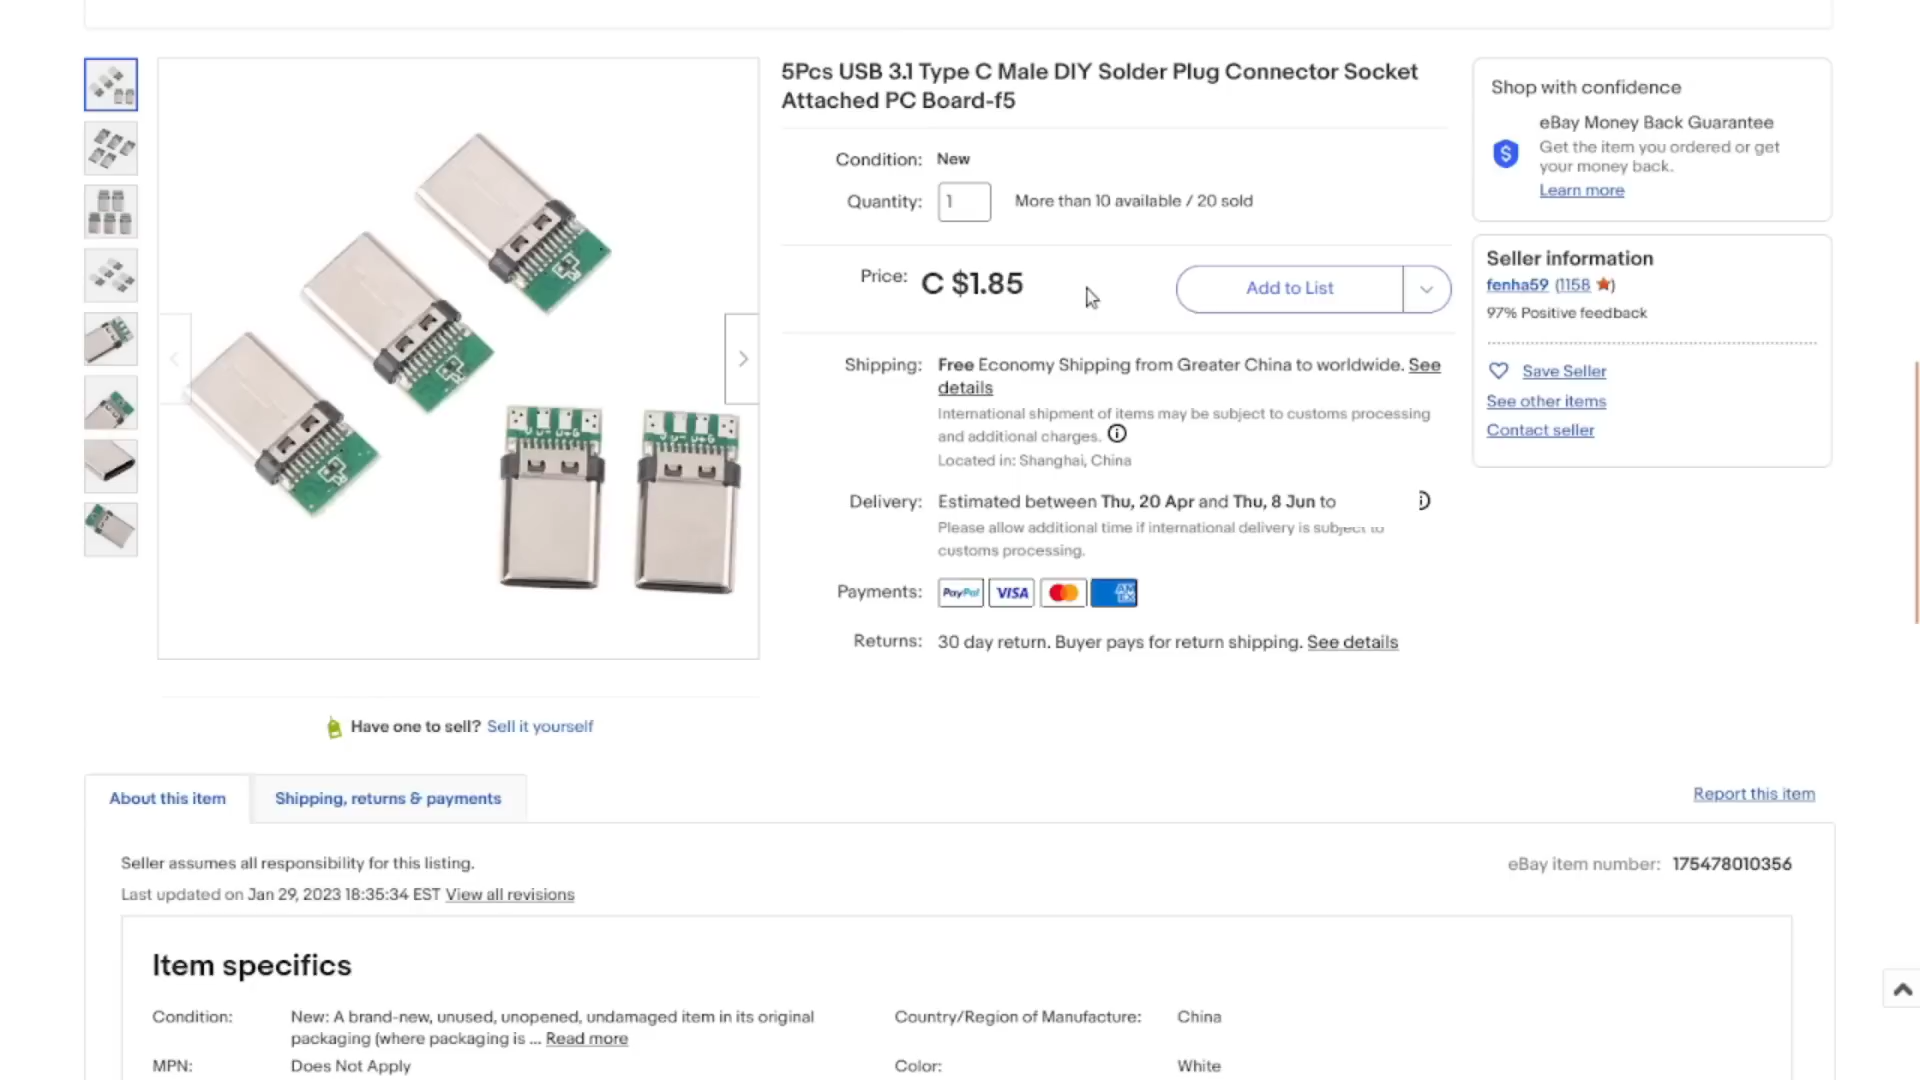 5Pcs USB 3.1 Type C Male DIY Solder Plug Connector Socket
Attached PC Board-f5
Condition: New
Quantity: 1 More than 10 available / 20 sold
Price: C $1.85
Add to List
Shipping: Free Economy Shipping from Greater China to worldwide. See
details
International shipment of items may be subject to customs processing
and additional charges.
Located in: Shanghai, China
Delivery: Estimated between Thu, 20 Apr and Thu, 8 Jun to
Please allow additional time if international delivery is subject to
customs processing.
Payments: PayPal VISA AMEX
Returns: 30 day return. Buyer pays for return shipping. See details
Shop with confidence
eBay Money Back Guarantee
Get the item you ordered or get
your money back.
Learn more
Seller information
fenha59 (1158)
97% Positive feedback
Save Seller
See other items
Contact seller
Have one to sell? Sell it yourself
About this item
Shipping, returns & payments
Report this item
Seller assumes all responsibility for this listing.
eBay item number: 175478010356
Last updated on Jan 29, 2023 18:35:34 EST View all revisions
Item specifics
Condition: New: A brand-new, unused, unopened, undamaged item in its original
packaging (where packaging is ... Read more
Country/Region of Manufacture: China
MPN: Does Not Apply
Color: White